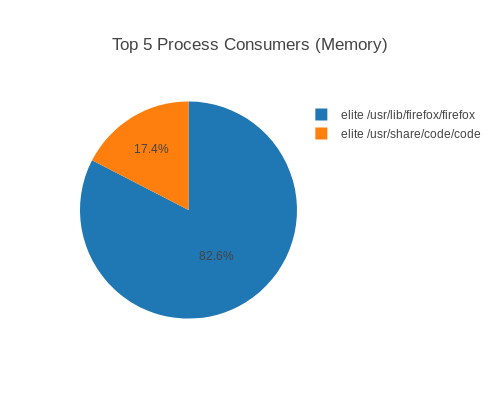 Top 5 Process Consumers (Memory)
elite /usr/lib/firefox/firefox
elite /usr/share/code/code
17.4%
82.6%